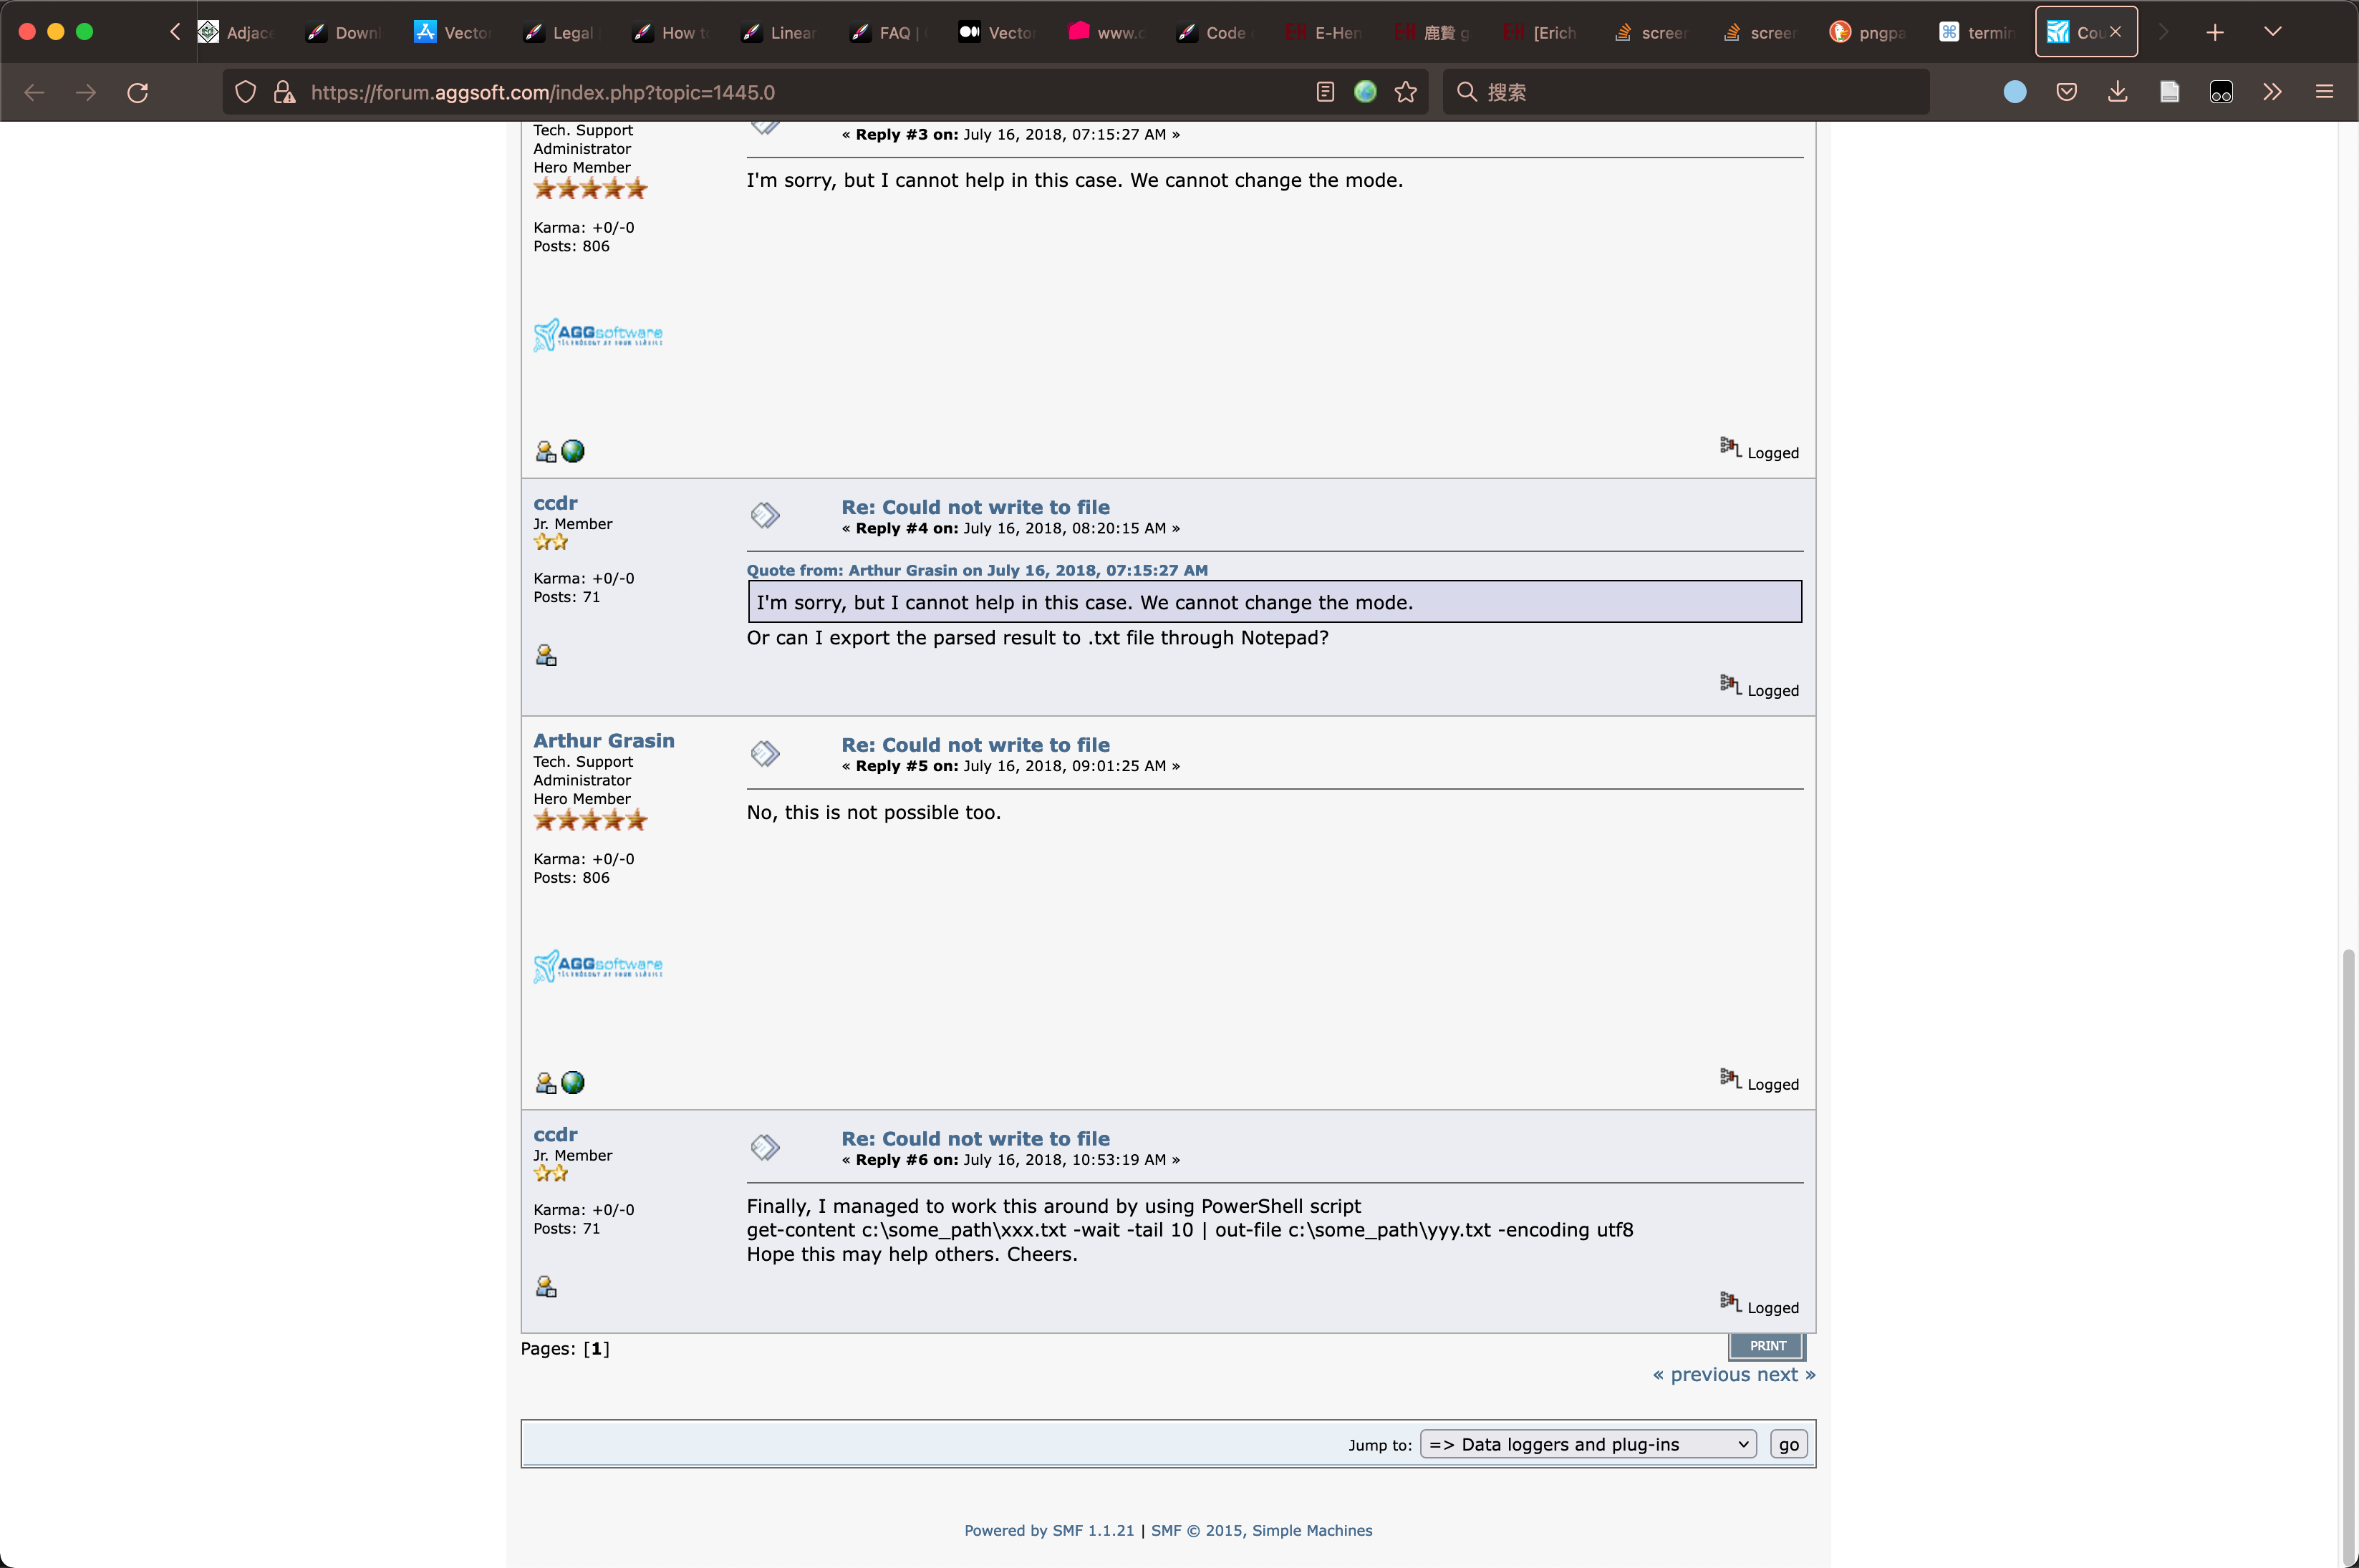 Adjace
Downl
Vecto
Legal
How t
Linear
FAQ |
Vecto
www.
Code
E-Hen
鹿贄 g
[Erich
screer
screer
pngpa
termin
Cou
https://forum.aggsoft.com/index.php?topic=1445.0
搜索
Tech. Support
Administrator
Hero Member
Karma: +0/-0
Posts: 806
« Reply #3 on: July 16, 2018, 07:15:27 AM »
I'm sorry, but I cannot help in this case. We cannot change the mode.
AGGsoftware
Logged
ccdr
Jr. Member
Karma: +0/-0
Posts: 71
Re: Could not write to file
« Reply #4 on: July 16, 2018, 08:20:15 AM »
Quote from: Arthur Grasin on July 16, 2018, 07:15:27 AM
I'm sorry, but I cannot help in this case. We cannot change the mode.
Or can I export the parsed result to .txt file through Notepad?
Logged
Arthur Grasin
Tech. Support
Administrator
Hero Member
Karma: +0/-0
Posts: 806
Re: Could not write to file
« Reply #5 on: July 16, 2018, 09:01:25 AM »
No, this is not possible too.
AGGsoftware
Logged
ccdr
Jr. Member
Karma: +0/-0
Posts: 71
Re: Could not write to file
« Reply #6 on: July 16, 2018, 10:53:19 AM »
Finally, I managed to work this around by using PowerShell script
get-content c:\some_path\xxx.txt -wait -tail 10 | out-file c:\some_path\yyy.txt -encoding utf8
Hope this may help others. Cheers.
Logged
Pages: [1]
PRINT
« previous next »
Jump to: => Data loggers and plug-ins go
Powered by SMF 1.1.21 | SMF © 2015, Simple Machines